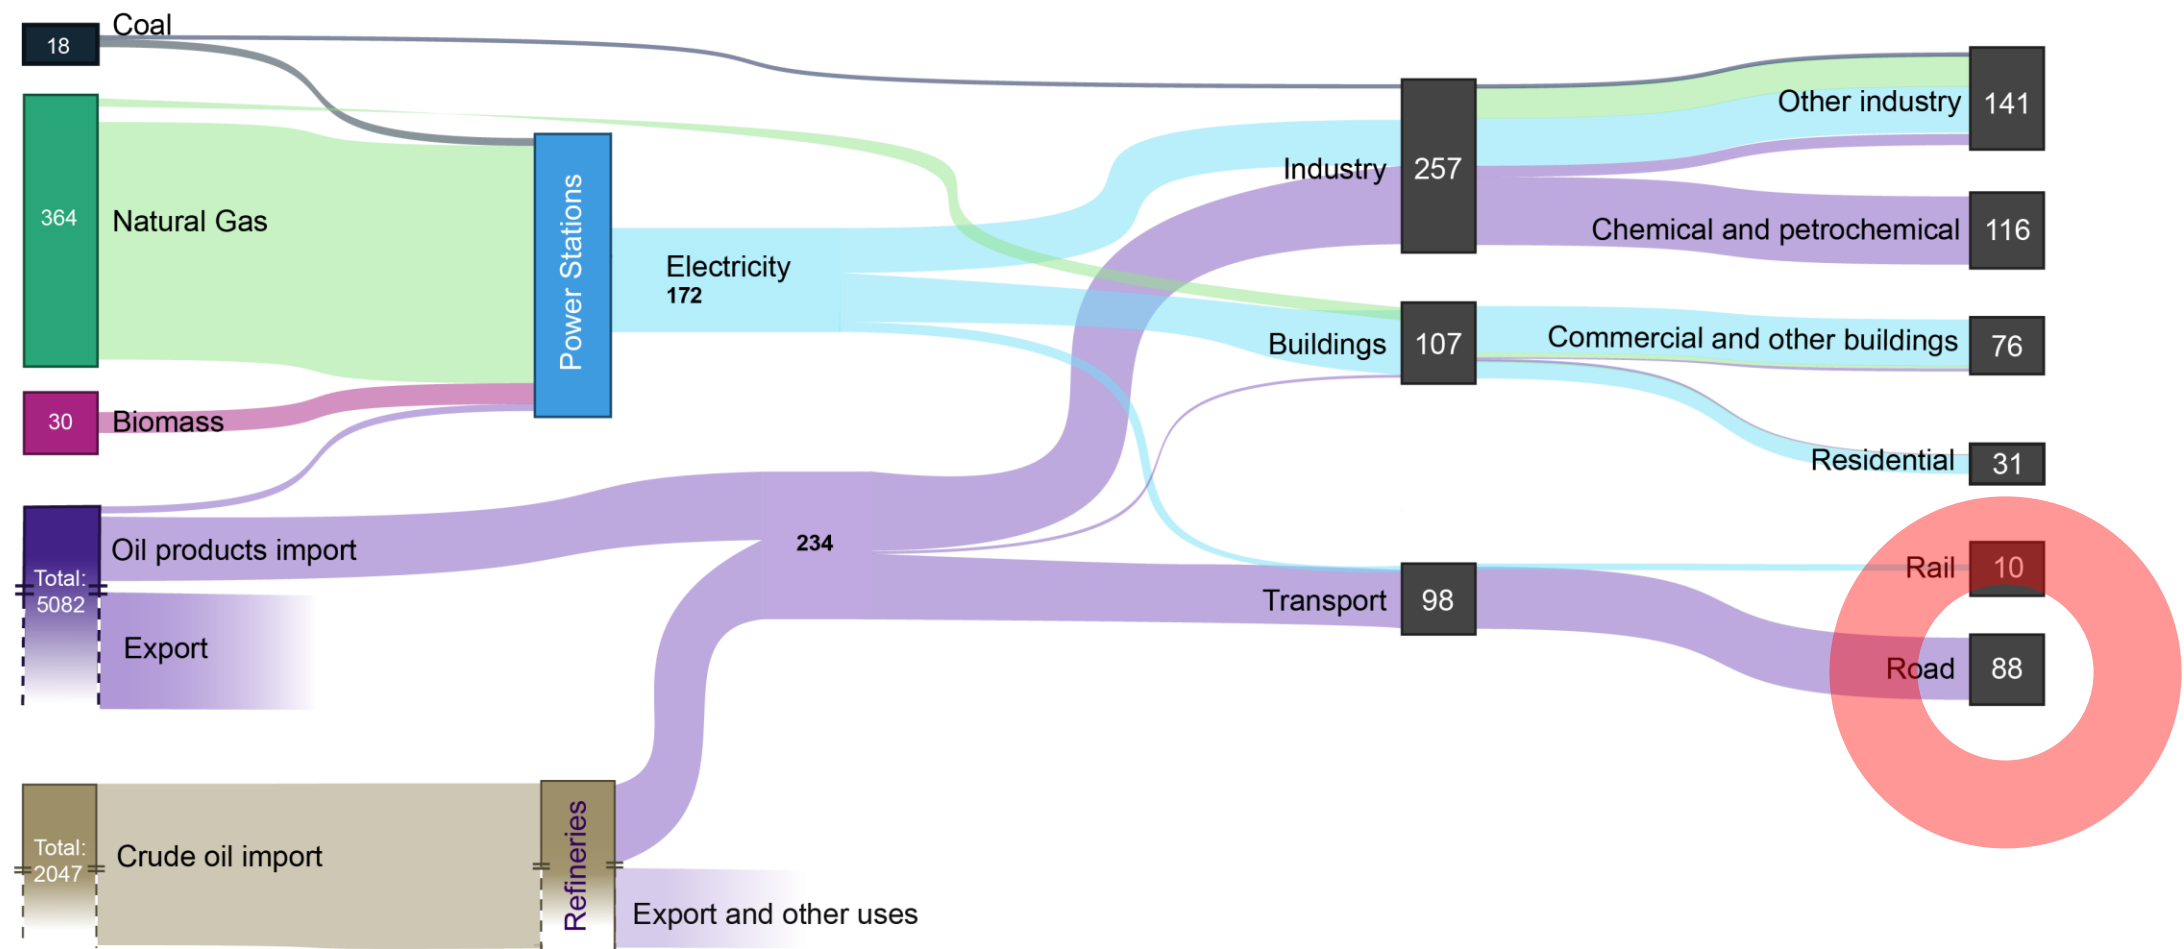 Coal
18
364
Natural Gas
30
Biomass
Oil products import
Total:
5082
Export
Total:
2047
Crude oil import
Power Stations
Electricity
172
234
Refineries
Export and other uses
Industry
257
Buildings
107
Transport
98
Other industry
141
Chemical and petrochemical
116
Commercial and other buildings
76
Residential
31
Rail
10
Road
88